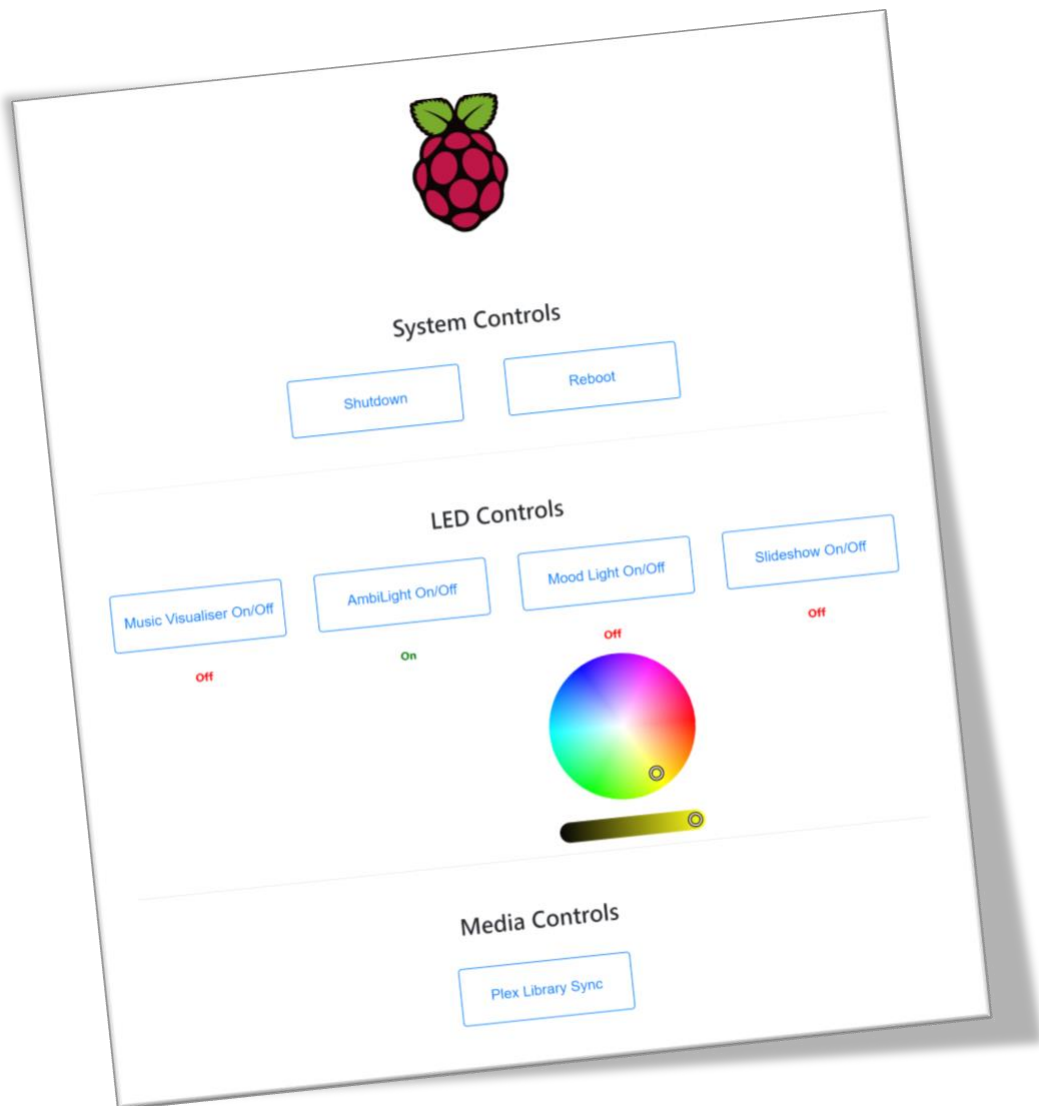 System Controls
Shutdown
Reboot
LED Controls
Music Visualiser On/Off
AmbiLight On/Off
Mood Light On/Off
Slideshow On/Off
Off
On
Off
Off
Media Controls
Plex Library Sync